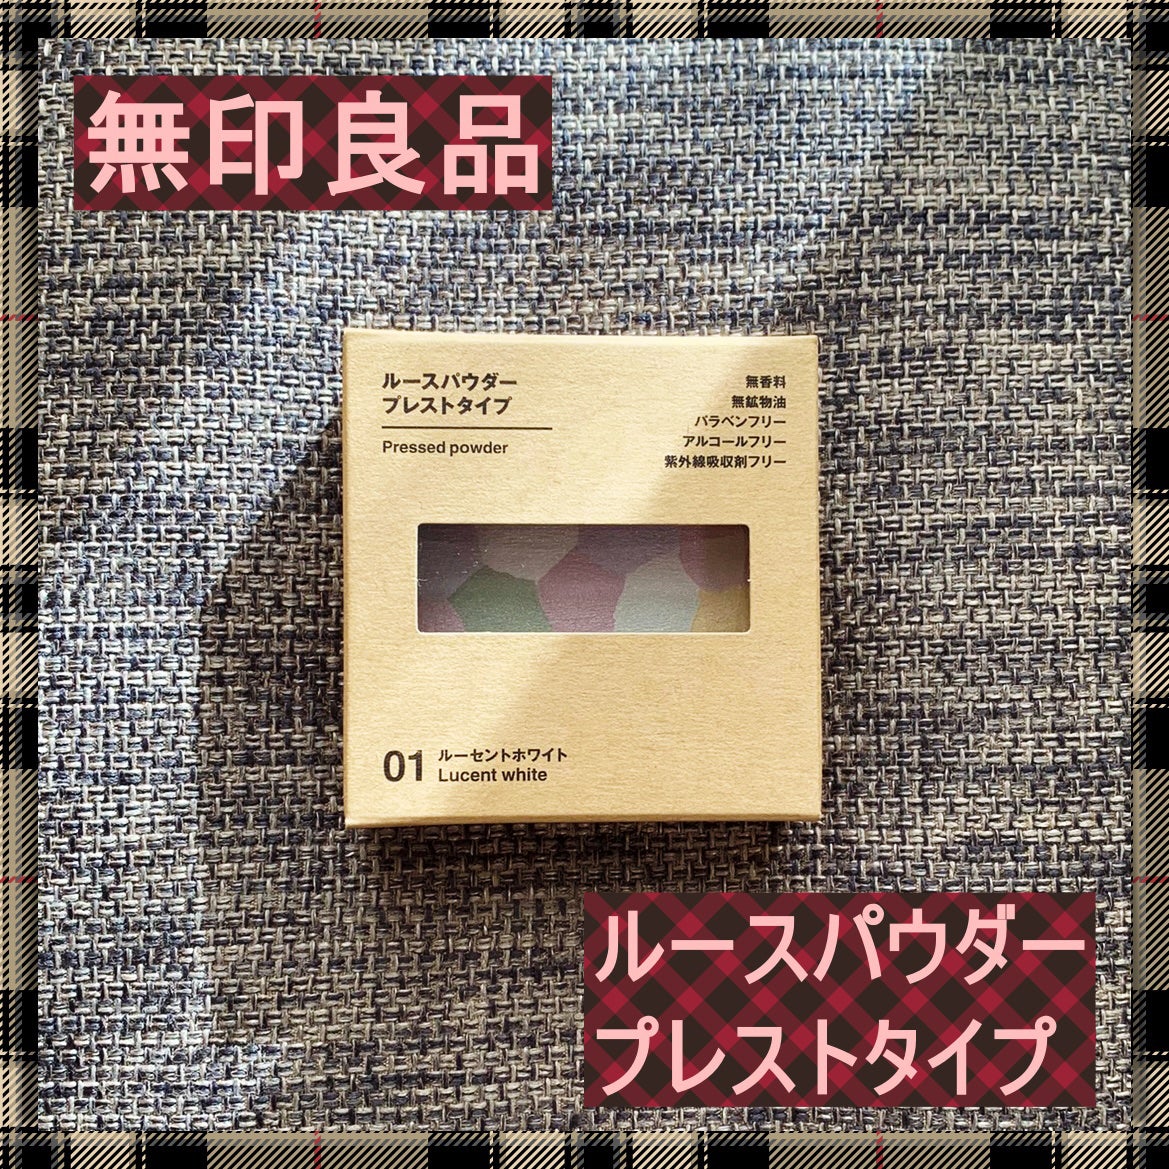 無印良品
ルースパウダー
プレストタイプ
Pressed powder
無香料
無鉱物油
パラベンフリー
アルコールフリー
紫外線吸収剤フリー
01 ルーセントホワイト
Lucent white
ルースパウダー
プレストタイプ